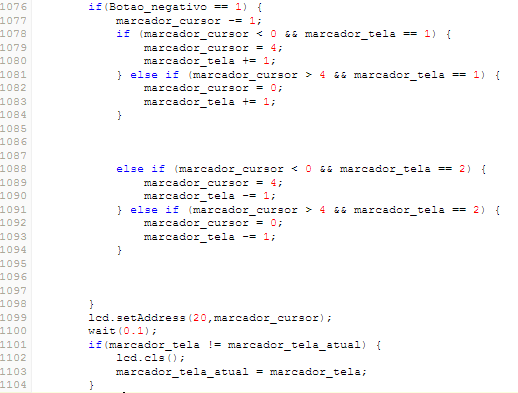 1076 if(Botao_negativo == 1) {
1077 marcador_cursor -= 1;
1078 if (marcador_cursor < 0 && marcador_tela == 1) {
1079 marcador_cursor = 4;
1080 marcador_tela += 1;
1081 } else if (marcador_cursor > 4 && marcador_tela == 1) {
1082 marcador_cursor = 0;
1083 marcador_tela += 1;
1084 }
1085
1086
1087
1088 else if (marcador_cursor < 0 && marcador_tela == 2) {
1089 marcador_cursor = 4;
1090 marcador_tela -= 1;
1091 } else if (marcador_cursor > 4 && marcador_tela == 2) {
1092 marcador_cursor = 0;
1093 marcador_tela -= 1;
1094 }
1095
1096
1097
1098 }
1099 lcd.setAddress(20,marcador_cursor);
1100 wait(0.1);
1101 if(marcador_tela != marcador_tela_atual) {
1102 lcd.cls();
1103 marcador_tela_atual = marcador_tela;
1104 }